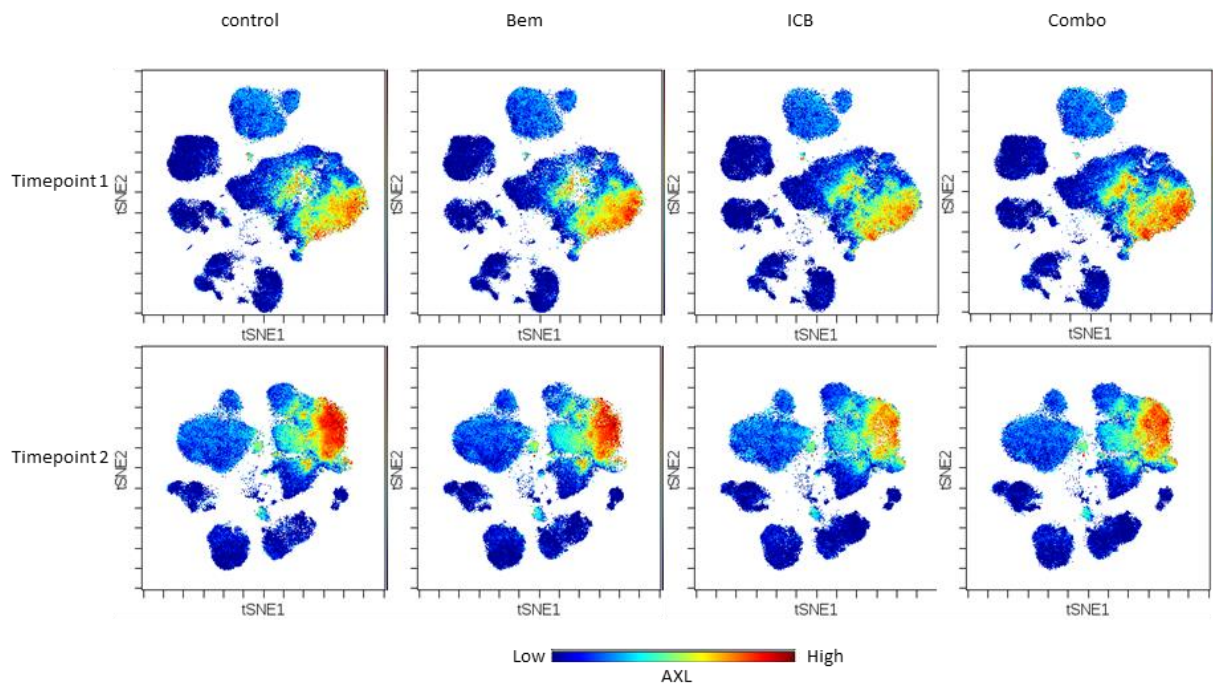 control Bem ICB Combo
Timepoint 1
tSNE2 tSNE2 tSNE2 tSNE2
tSNE1 tSNE1 tSNE1 tSNE1
Timepoint 2
tSNE2 tSNE2 tSNE2 tSNE2
tSNE1 tSNE1 tSNE1 tSNE1
Low High
AXL